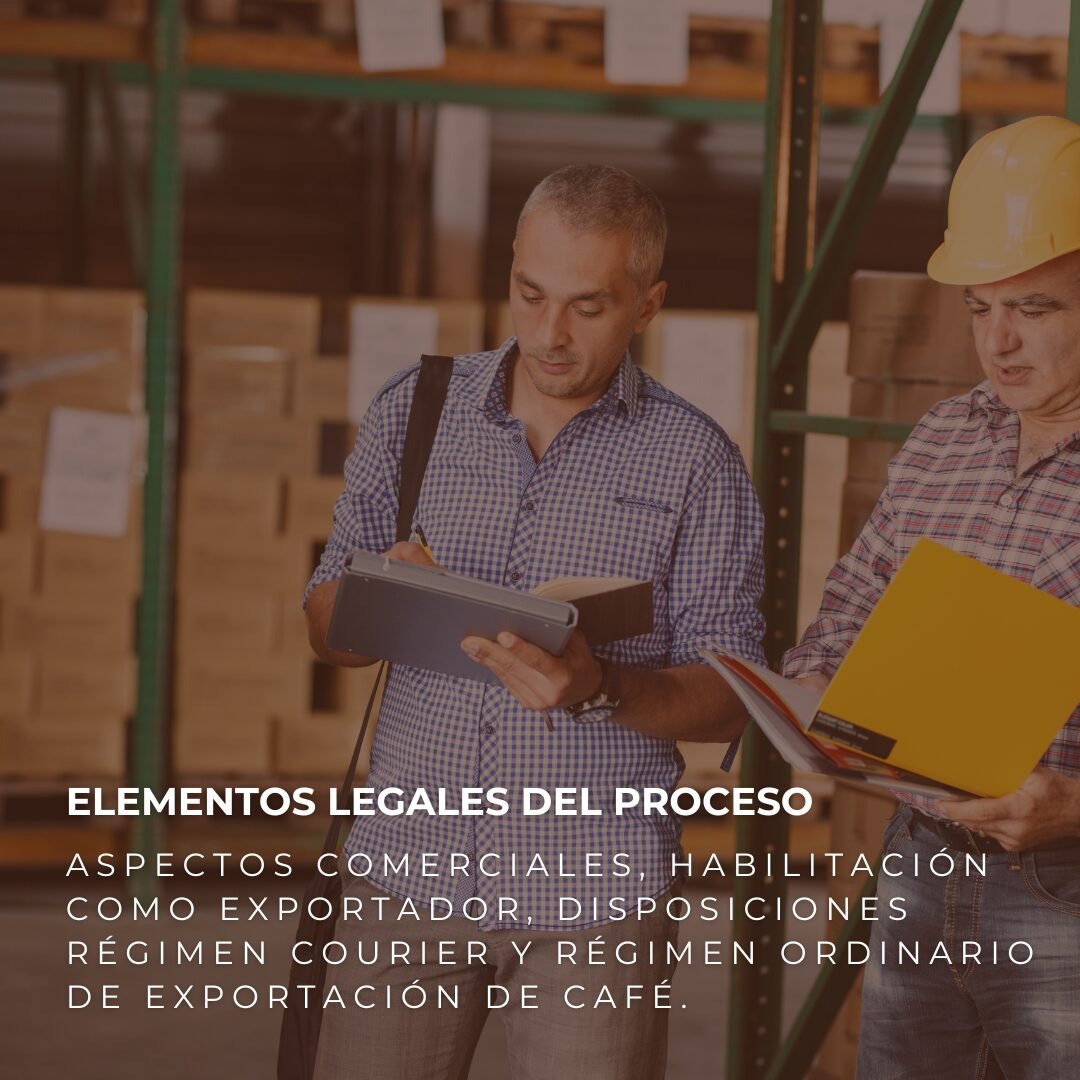 ELEMENTOS LEGALES DEL PROCESO
ASPECTOS COMERCIALES, HABILITACIÓN
COMO EXPORTADOR, DISPOSICIONES
RÉGIMEN COURIER Y RÉGIMEN ORDINARIO
DE EXPORTACIÓN DE CAFÉ.